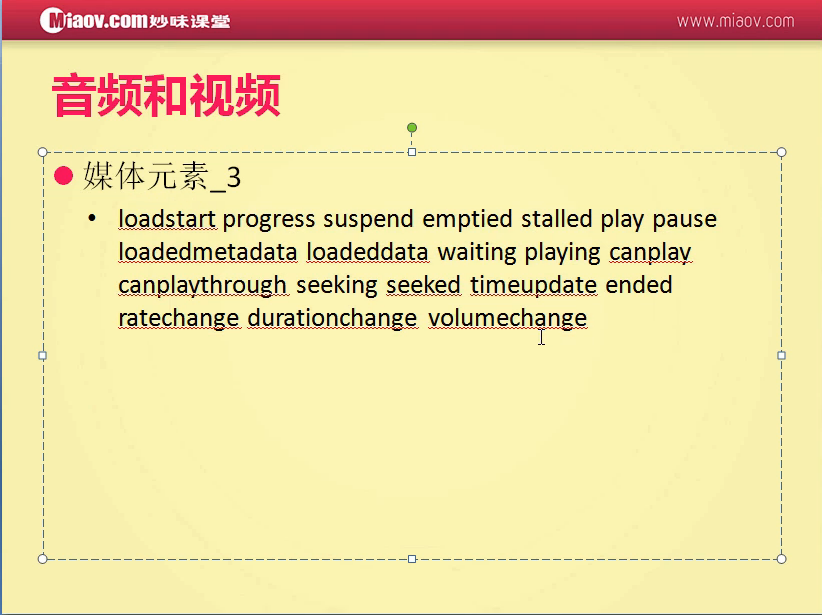 Miaov.com妙味课堂
www.miaov.com
音频和视频
媒体元素_3
loadstart progress suspend emptied stalled play pause
loadedmetadata loadeddata waiting playing canplay
canplaythrough seeking seeked timeupdate ended
ratechange durationchange volumechange